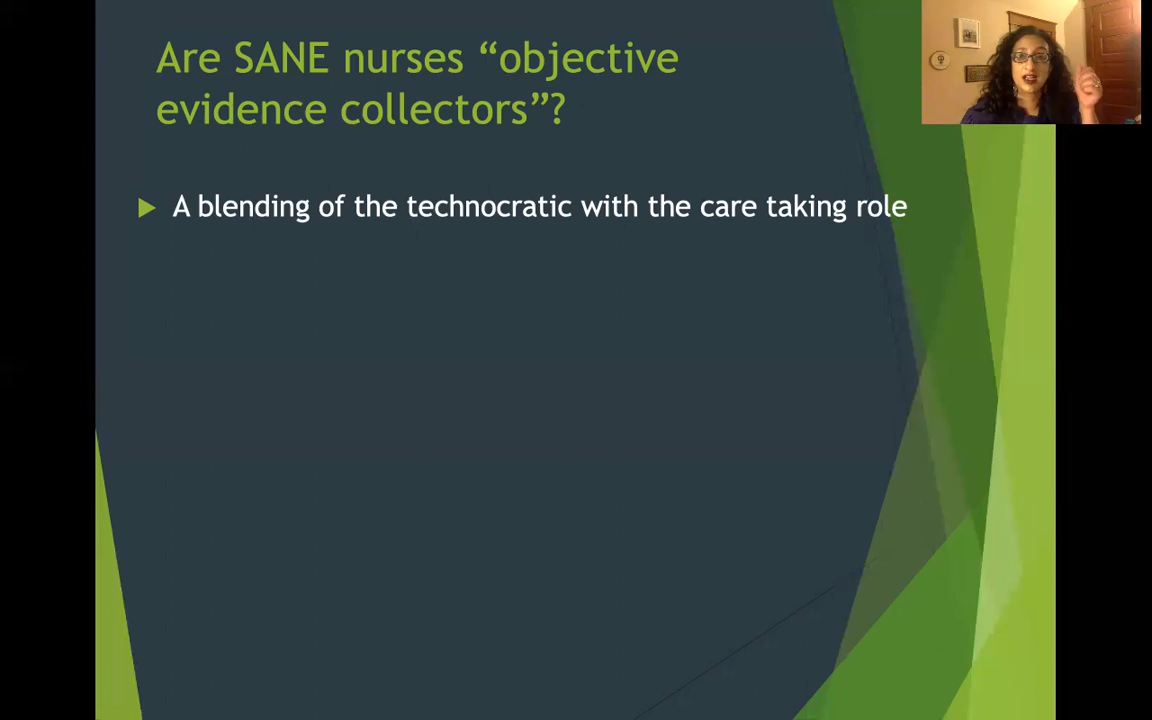 Are SANE nurses “objective
evidence collectors”?
A blending of the technocratic with the care taking role